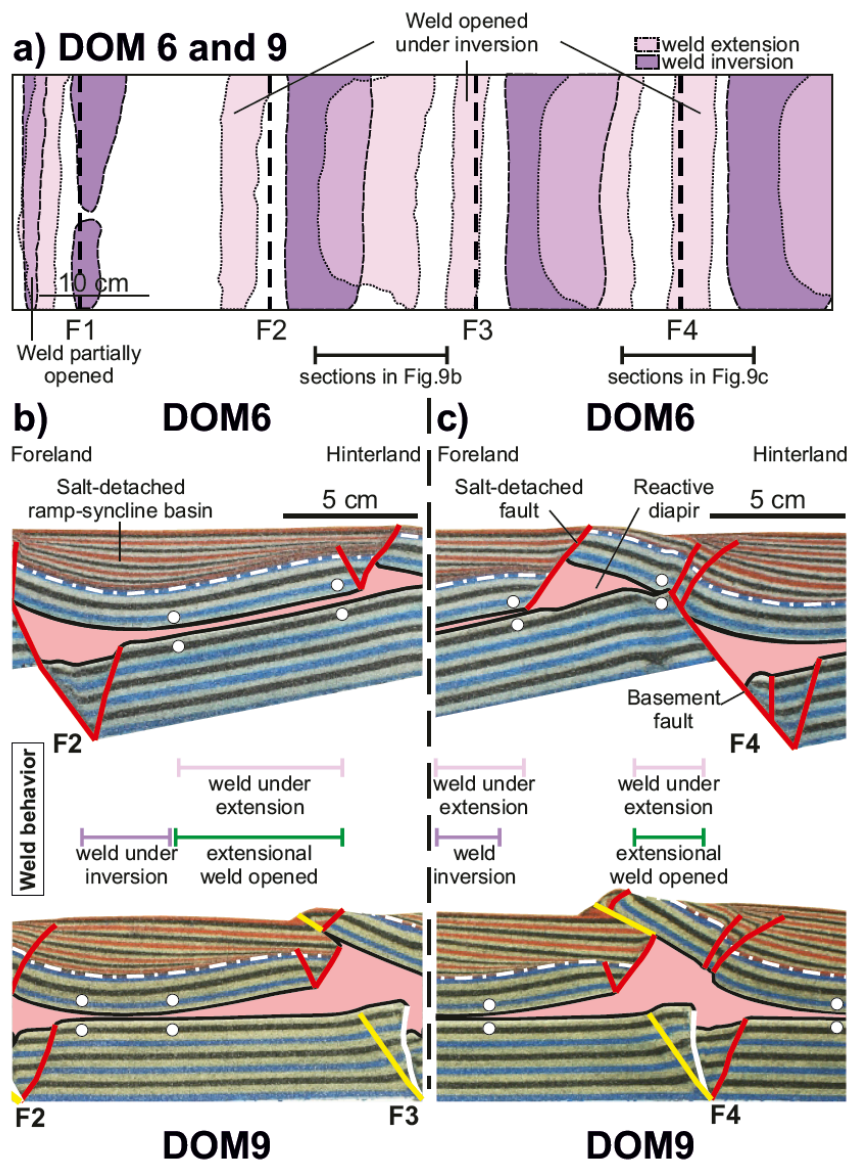 a) DOM 6 and 9
Weld opened
under inversion
weld extension
weld inversion
10 cm
F1
F2
F3
F4
Weld partially
opened
sections in Fig.9b
sections in Fig.9c
b)
DOM6
c)
DOM6
Foreland
Hinterland
Foreland
Hinterland
Salt-detached
ramp-syncline basin
5 cm
Salt-detached
fault
Reactive
diapir
5 cm
F2
Basement
fault
F4
Weld behavior
weld under
extension
weld under
extension
weld under
extension
weld under
inversion
extensional
weld opened
weld
inversion
extensional
weld opened
F2
F3
F4
DOM9
DOM9